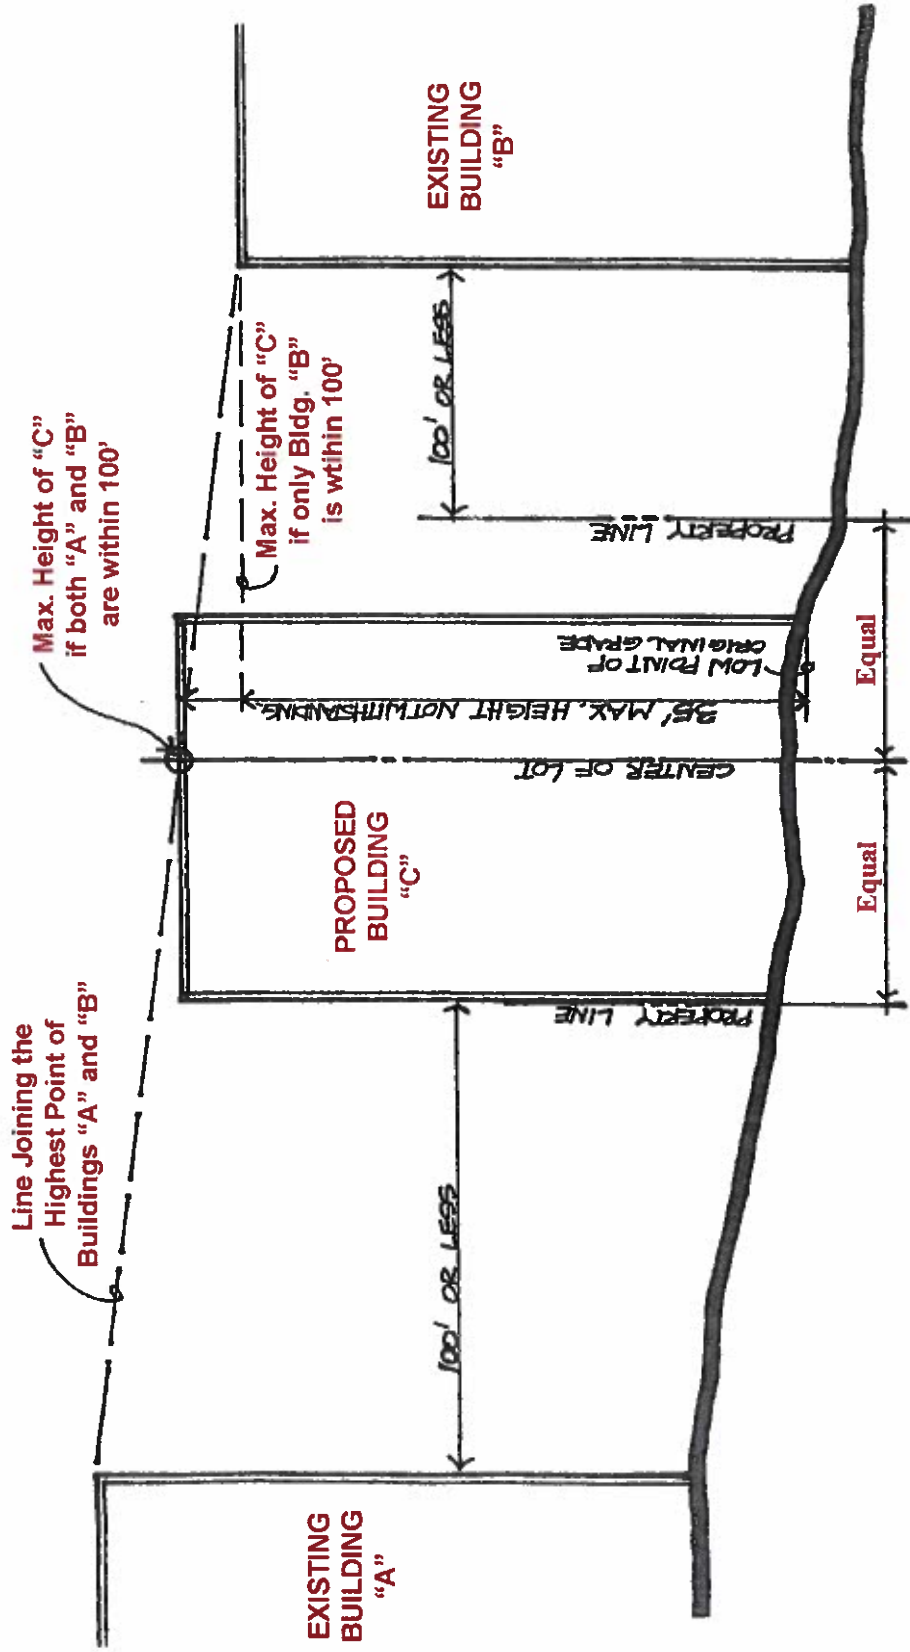 Line Joining the
Highest Point of
Buildings “A” and “B”
Max. Height of “C”
if both “A” and “B”
are within 100’
Max. Height of “C”
if only Bldg. “B”
is wtihin 100’
EXISTING
BUILDING
“A”
100' OR LESS
PROPERTY LINE
PROPOSED
BUILDING
“C”
CENTER OF LOT
35' MAX. HEIGHT NOTWITHSTANDING.
LOW POINT OF
ORIGINAL GRADE
PROPERTY LINE
100' OR LESS
EXISTING
BUILDING
“B”
Equal
Equal